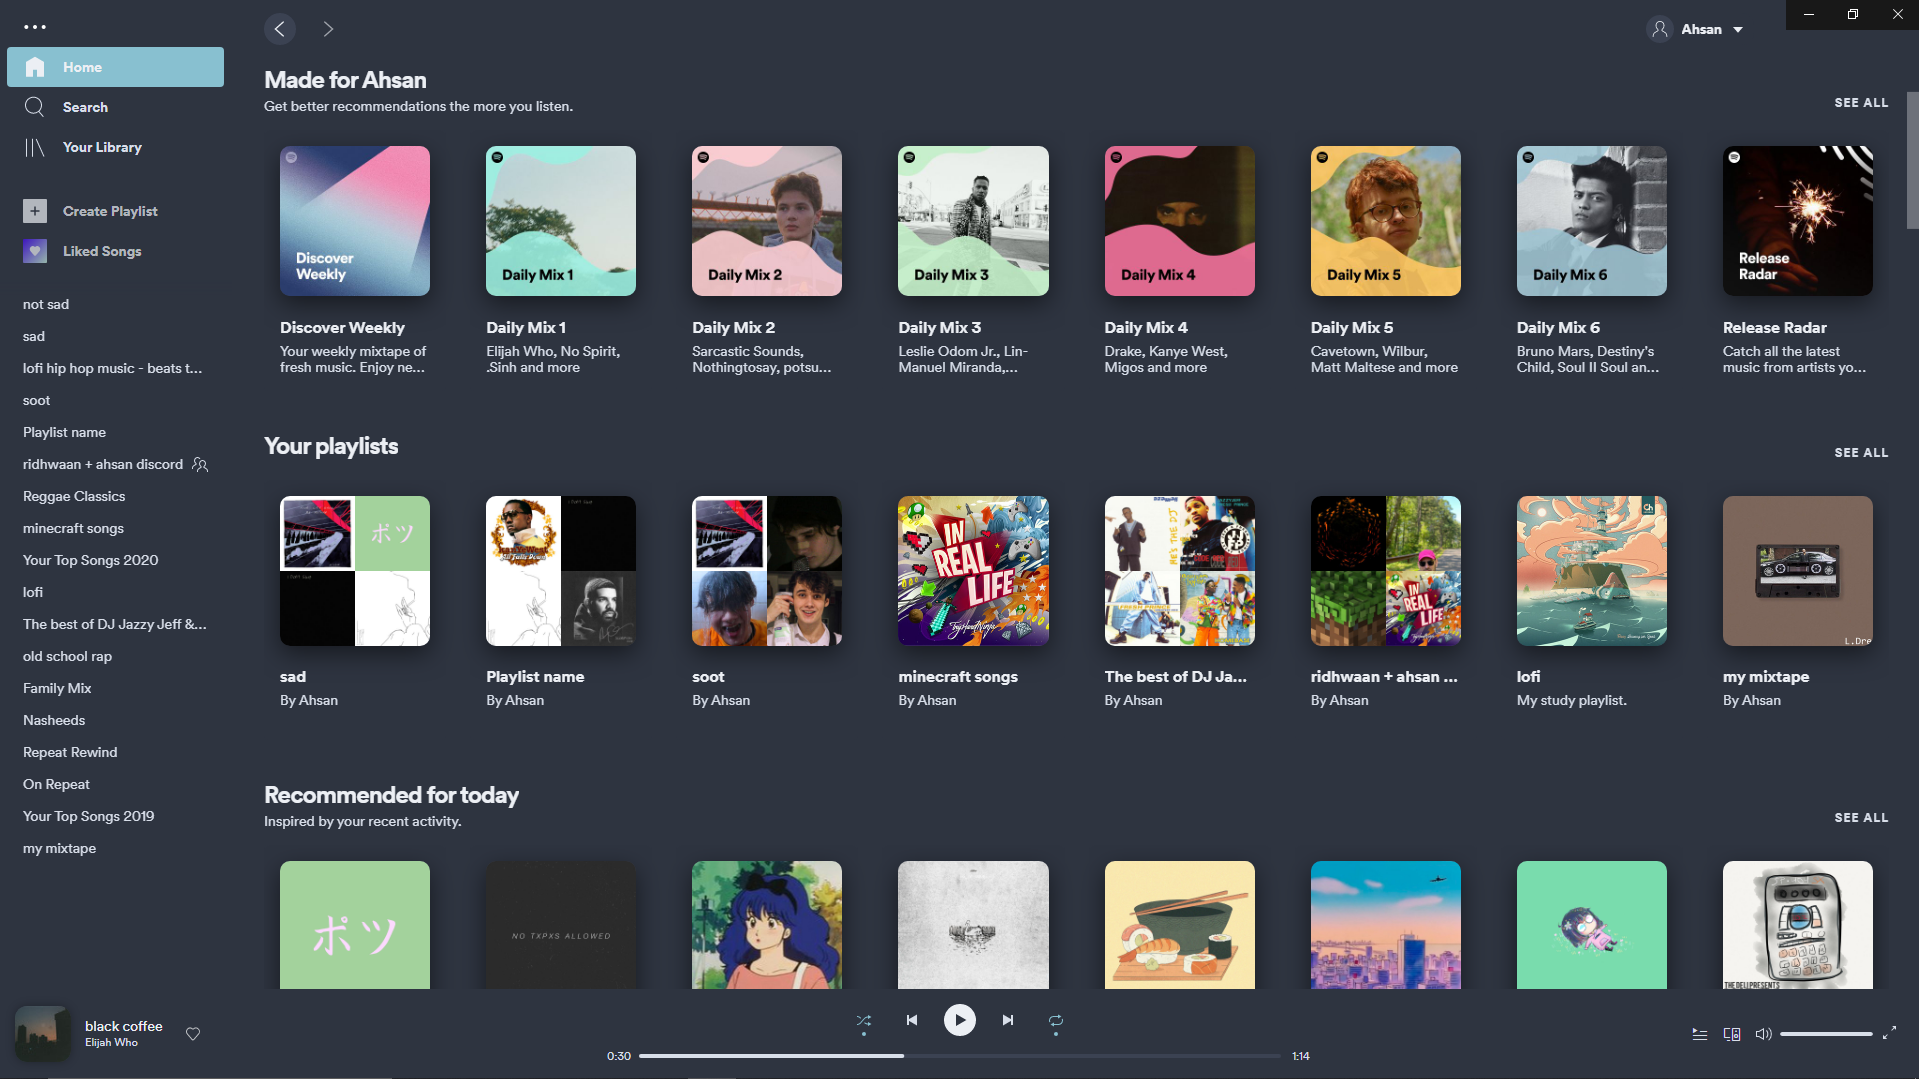 Home
Search
Your Library
Create Playlist
Liked Songs
not sad
sad
lofi hip hop music - beats t...
soot
Playlist name
ridhwaan + ahsan discord
Reggae Classics
minecraft songs
Your Top Songs 2020
lofi
The best of DJ Jazzy Jeff &...
old school rap
Family Mix
Nasheeds
Repeat Rewind
On Repeat
Your Top Songs 2019
my mixtape
Ahsan
Made for Ahsan
Get better recommendations the more you listen.
SEE ALL
Discover
Weekly
Daily Mix 1
Daily Mix 2
Daily Mix 3
Daily Mix 4
Daily Mix 5
Daily Mix 6
Release
Radar
Discover Weekly
Your weekly mixtape of
fresh music. Enjoy ne...
Daily Mix 1
Elijah Who, No Spirit,
.Sinh and more
Daily Mix 2
Sarcastic Sounds,
Nothingtosay, potsu...
Daily Mix 3
Leslie Odom Jr., Lin-
Manuel Miranda,...
Daily Mix 4
Drake, Kanye West,
Migos and more
Daily Mix 5
Cavetown, Wilbur,
Matt Maltese and more
Daily Mix 6
Bruno Mars, Destiny's
Child, Soul II Soul an...
Release Radar
Catch all the latest
music from artists yo...
Your playlists
SEE ALL
ポツ
IN
REAL
LIFE
HE'S THE DJ
IN
REAL
LIFE
Ch
L.Dre
sad
By Ahsan
Playlist name
By Ahsan
soot
By Ahsan
minecraft songs
By Ahsan
The best of DJ Ja...
By Ahsan
ridhwaan + ahsan ...
By Ahsan
lofi
My study playlist.
my mixtape
By Ahsan
Recommended for today
Inspired by your recent activity.
SEE ALL
ポツ
NO TXPXS ALLOWED
THE DELI PRESENTS
black coffee
Elijah Who
0:30
1:14